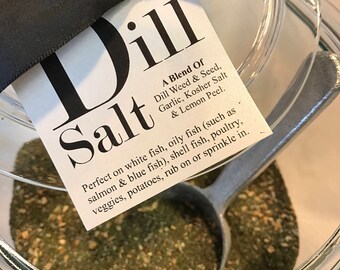 Dill
Salt
A Blend Of
Dill Weed & Seed,
Garlic, Kosher Salt
& Lemon Peel.
Perfect on white fish, oily fish (such as
salmon & blue fish), shell fish, poultry,
veggies, potatoes, rub on or sprinkle in.